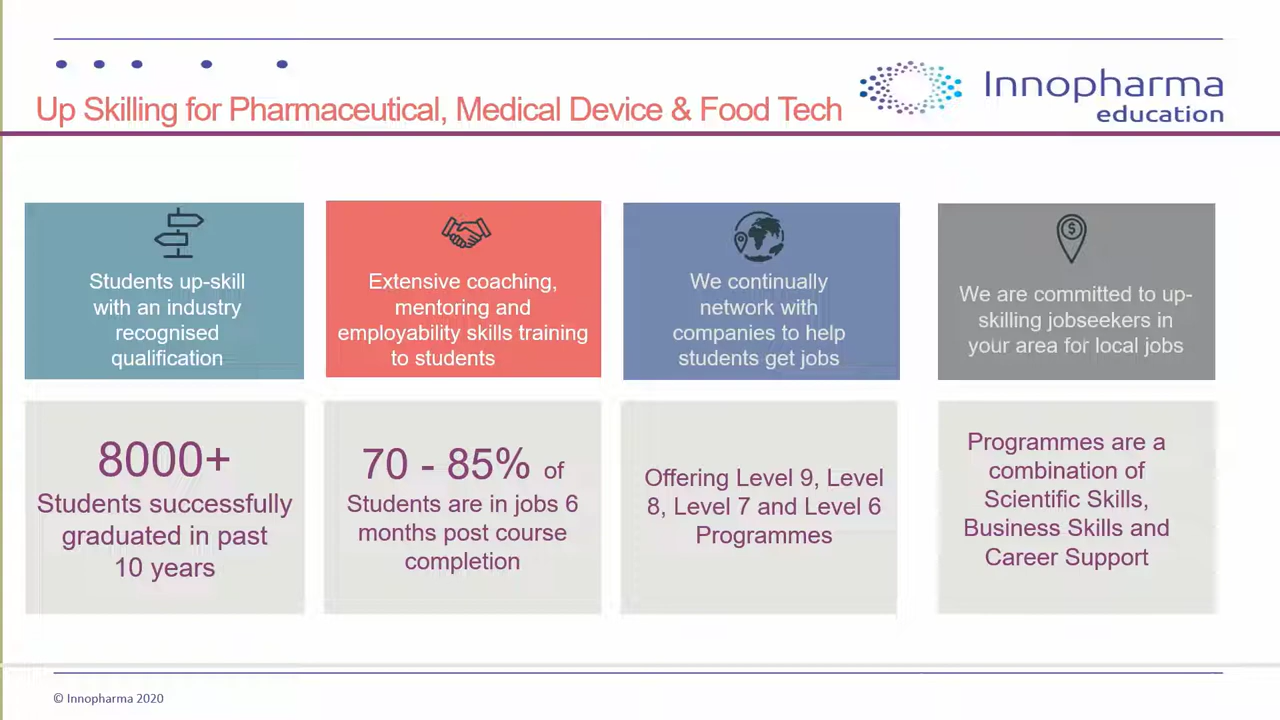 Innopharma
education
Up Skilling for Pharmaceutical, Medical Device & Food Tech
Students up-skill
with an industry
recognised
qualification
Extensive coaching,
mentoring and
employability skills training
to students
We continually
network with
companies to help
students get jobs
We are committed to up-
skilling jobseekers in
your area for local jobs
8000+
Students successfully
graduated in past
10 years
70 - 85% of
Students are in jobs 6
months post course
completion
Offering Level 9, Level
8, Level 7 and Level 6
Programmes
Programmes are a
combination of
Scientific Skills,
Business Skills and
Career Support
© Innopharma 2020